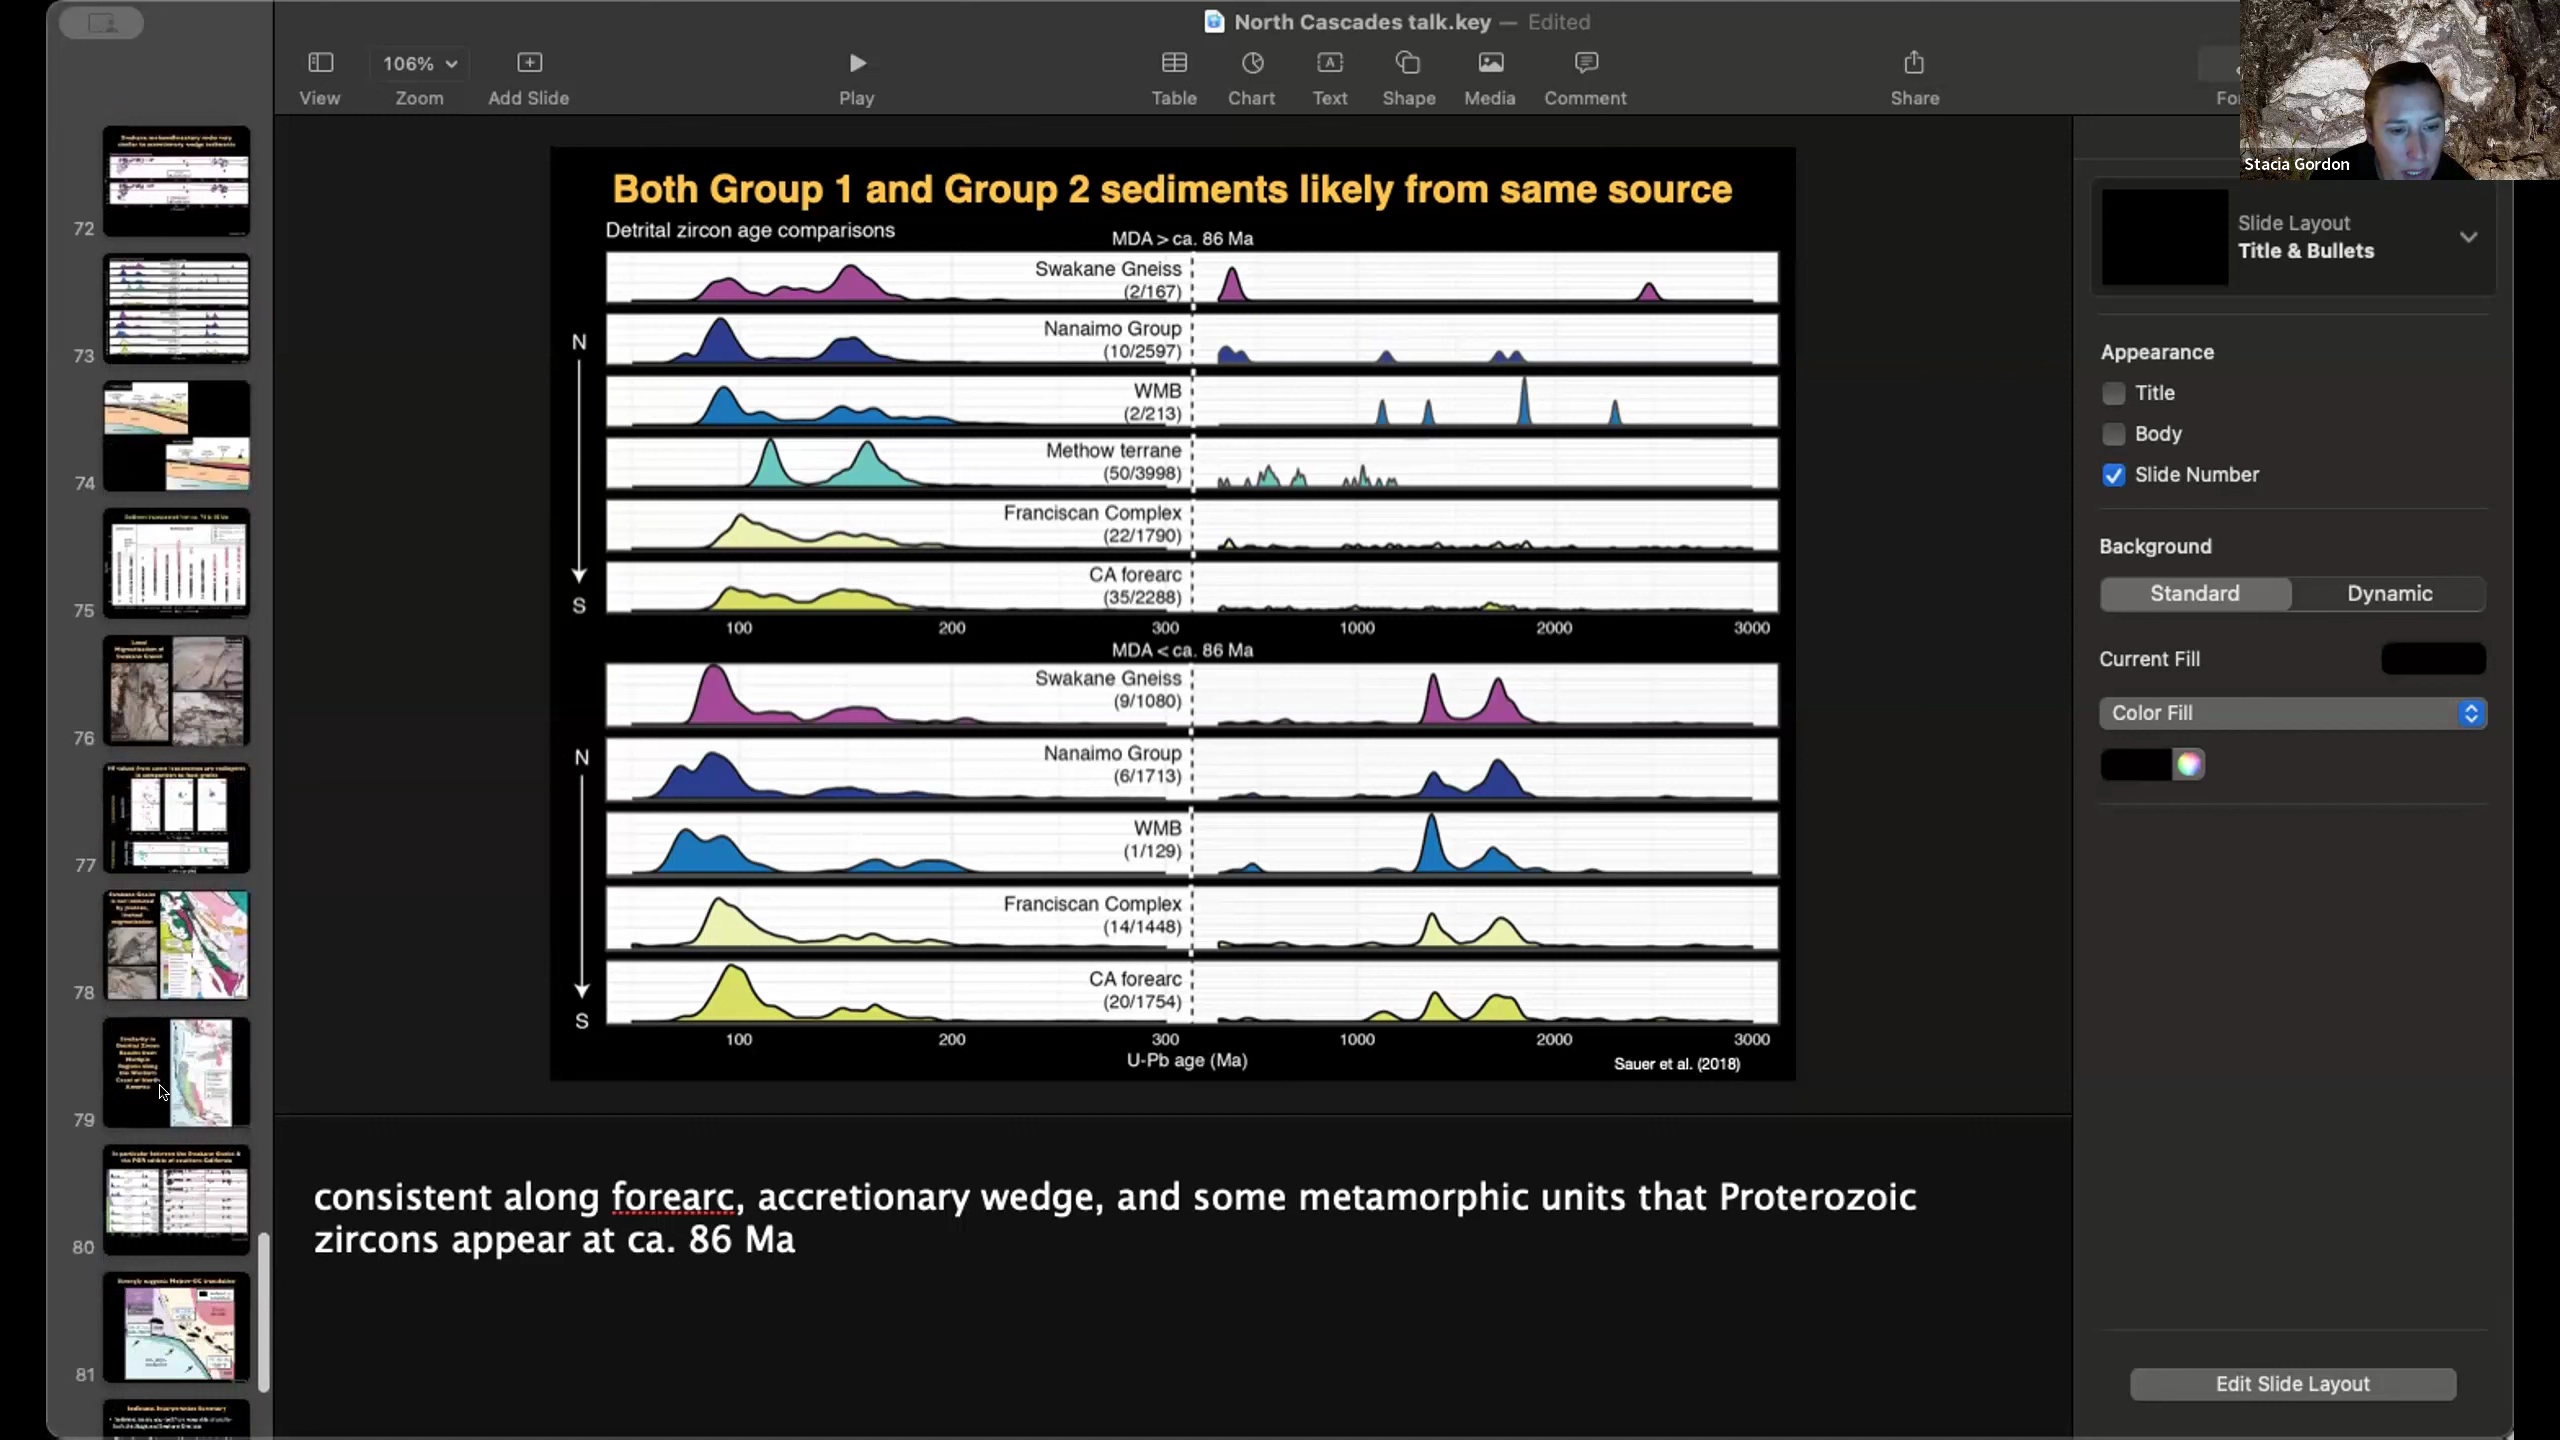 North Cascades talk.key — Edited
106%
View
Zoom
Add Slide
Play
Table
Chart
Text
Shape
Media
Comment
Share
Stacia Gordon
72
73
74
75
76
77
78
79
80
81
Both Group 1 and Group 2 sediments likely from same source
Detrital zircon age comparisons
MDA > ca. 86 Ma
Swakane Gneiss
(2/167)
N
Nanaimo Group
(10/2597)
WMB
(2/213)
Methow terrane
(50/3998)
Franciscan Complex
(22/1790)
CA forearc
(35/2288)
S
100 200 300 1000 2000 3000
MDA < ca. 86 Ma
Swakane Gneiss
(9/1080)
N
Nanaimo Group
(6/1713)
WMB
(1/129)
Franciscan Complex
(14/1448)
CA forearc
(20/1754)
S
100 200 300 1000 2000 3000
U-Pb age (Ma)
Sauer et al. (2018)
consistent along forearc, accretionary wedge, and some metamorphic units that Proterozoic
zircons appear at ca. 86 Ma
Slide Layout
Title & Bullets
Appearance
Title
Body
Slide Number
Background
Standard
Dynamic
Current Fill
Color Fill
Edit Slide Layout